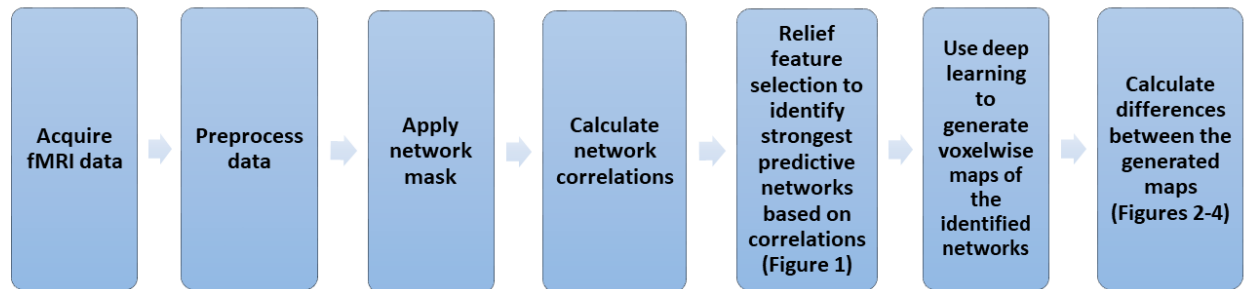 Acquire
fMRI data
Preprocess
data
Apply
network
mask
Calculate
network
correlations
Relief
feature
selection to
identify
strongest
predictive
networks
based on
correlations
(Figure 1)
Use deep
learning
to
generate
voxelwise
maps of
the
identified
networks
Calculate
differences
between the
generated
maps
(Figures 2-4)